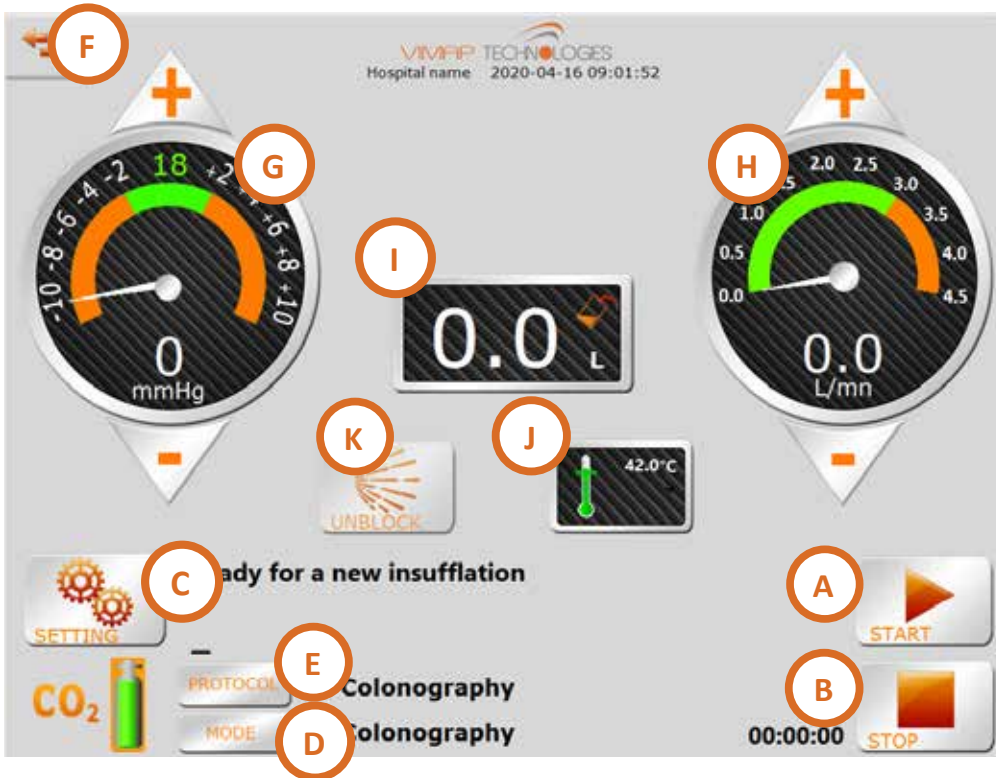 F
VIMAP TECHNOLOGIES
Hospital name 2020-04-16 09:01:52
+
+
-10 -8 -6 -4 -2 18 +2 +6 +8 +10
G
0
mmHg
-
H
0.0 0.5 1.0 2.0 2.5 3.0 3.5 4.0 4.5
0.0
L/mn
-
I
0.0 L
K
UNBLOCK
J
42.0°C
C
SETTING
ady for a new insufflation
A
START
CO2
E
PROTOCOL
Colonography
D
MODE
Colonography
00:00:00
B
STOP